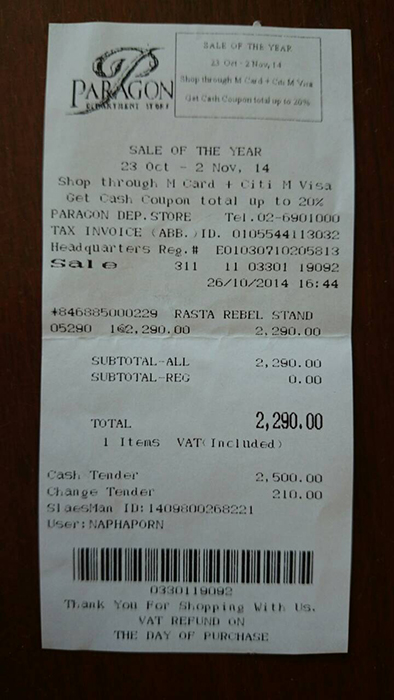 PARAGON
DEPARTMENT STORE
SALE OF THE YEAR
23 Oct - 2 Nov, 14
Shop through M Card + Citi M Visa
Get Cash Coupon total up to 20%
SALE OF THE YEAR
23 Oct - 2 Nov, 14
Shop through M Card + Citi M Visa
Get Cash Coupon total up to 20%
PARAGON DEP.STORE Tel.02-6901000
TAX INVOICE (ABB.)ID. 0105544113032
Headquarters Reg.# E01030710205813
Sale 311 11 03301 19092
26/10/2014 16:44
*846885000229 RASTA REBEL STAND
05290 1@2,290.00 2,290.00
SUBTOTAL-ALL 2,290.00
SUBTOTAL-REG 0.00
TOTAL 2,290.00
1 Items VAT(Included)
Cash Tender 2,500.00
Change Tender 210.00
SlaesMan ID:1409800268221
User:NAPHAPORN
0330119092
Thank You For Shopping With Us.
VAT REFUND ON
THE DAY OF PURCHASE